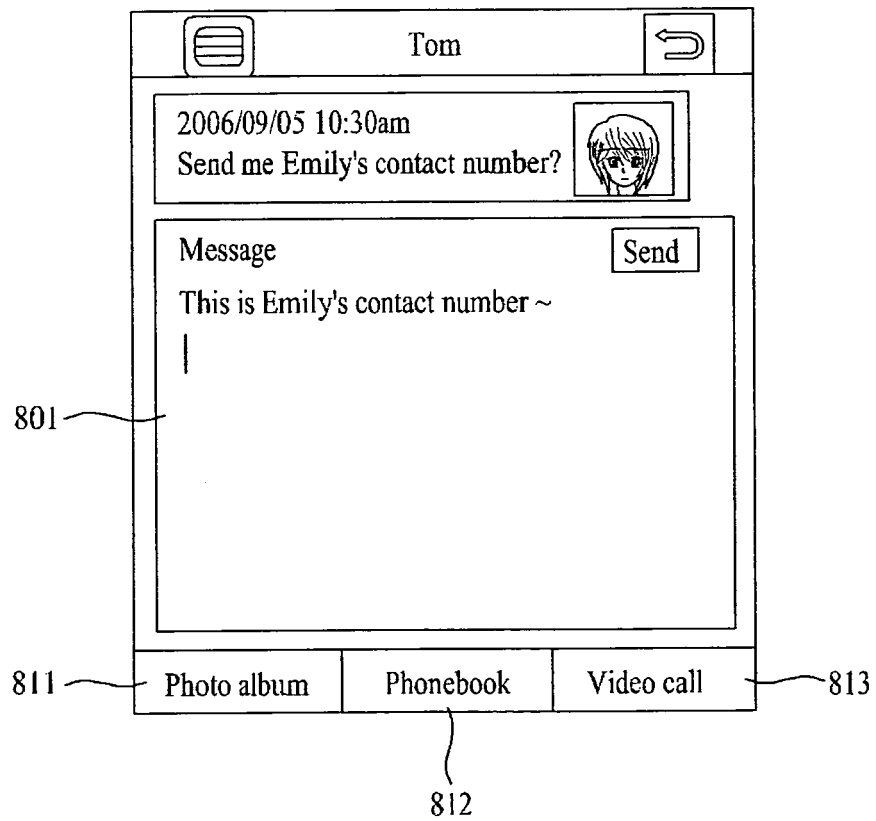 Tom
2006/09/05 10:30am
Send me Emily's contact number?
Message
Send
This is Emily's contact number ~
801
811
Photo album
Phonebook
Video call
813
812